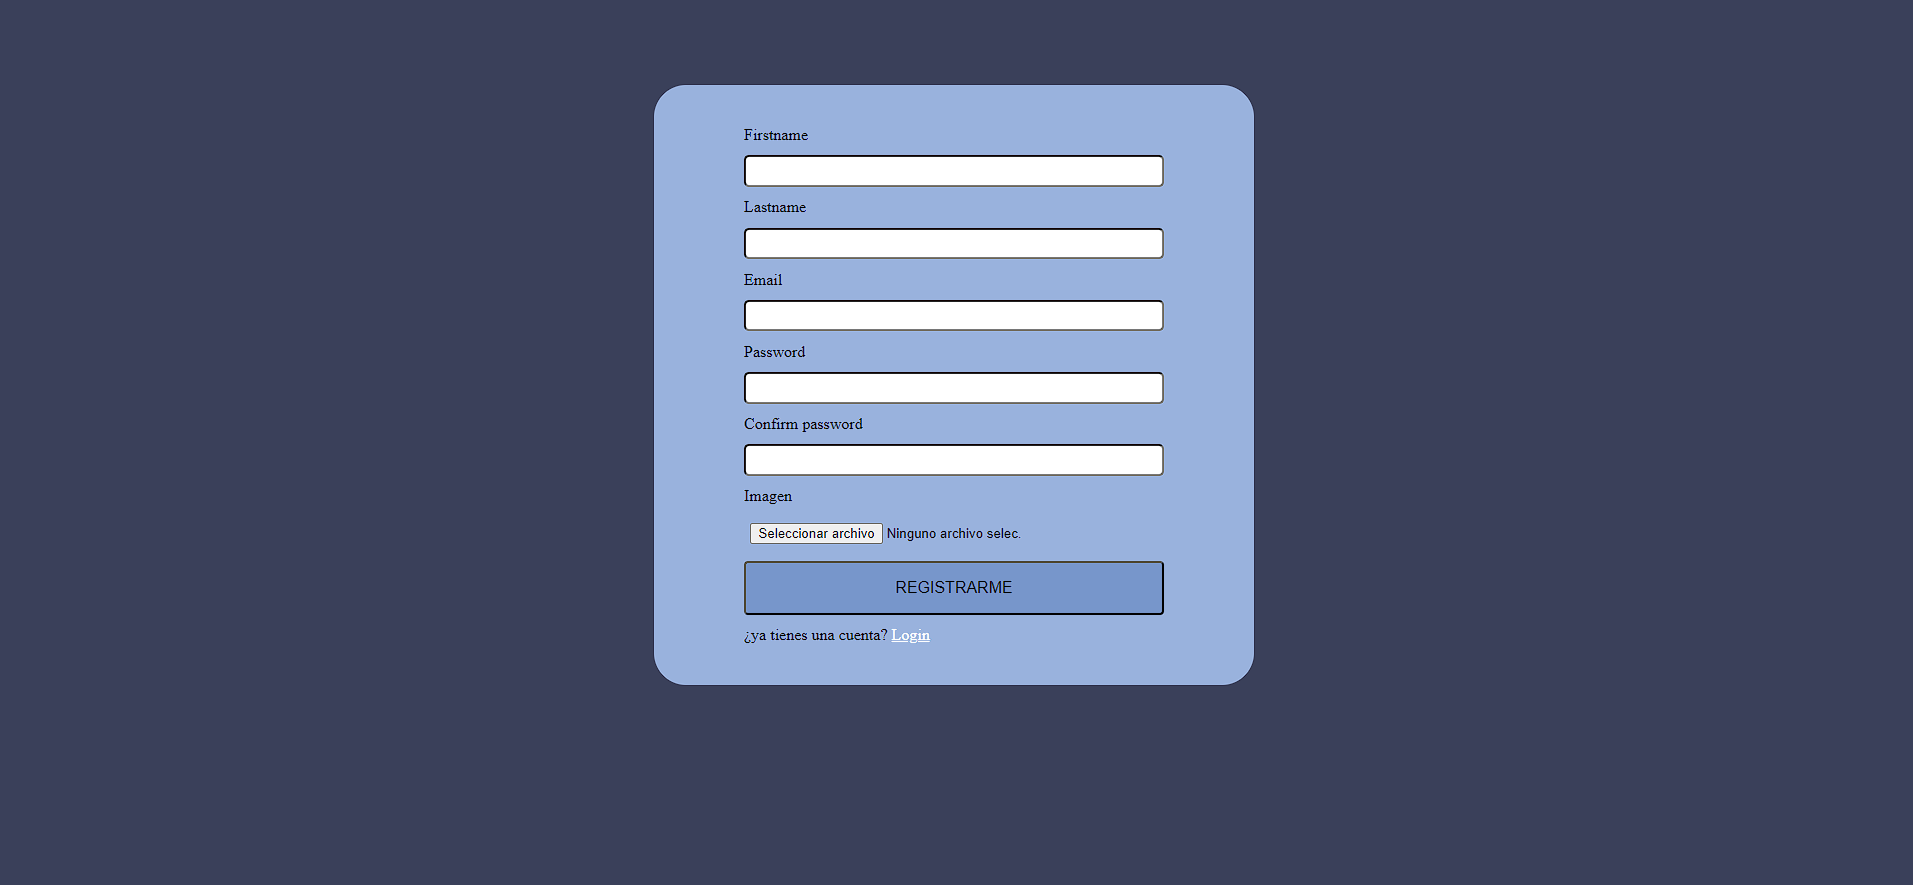 Firstname
Lastname
Email
Password
Confirm password
Imagen
Seleccionar archivo Ninguno archivo selec.
REGISTRARME
¿ya tienes una cuenta? Login